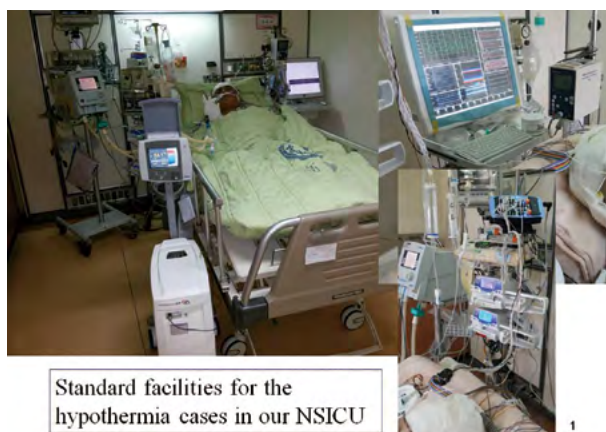 Standard facilities for the
hypothermia cases in our NSICU
1